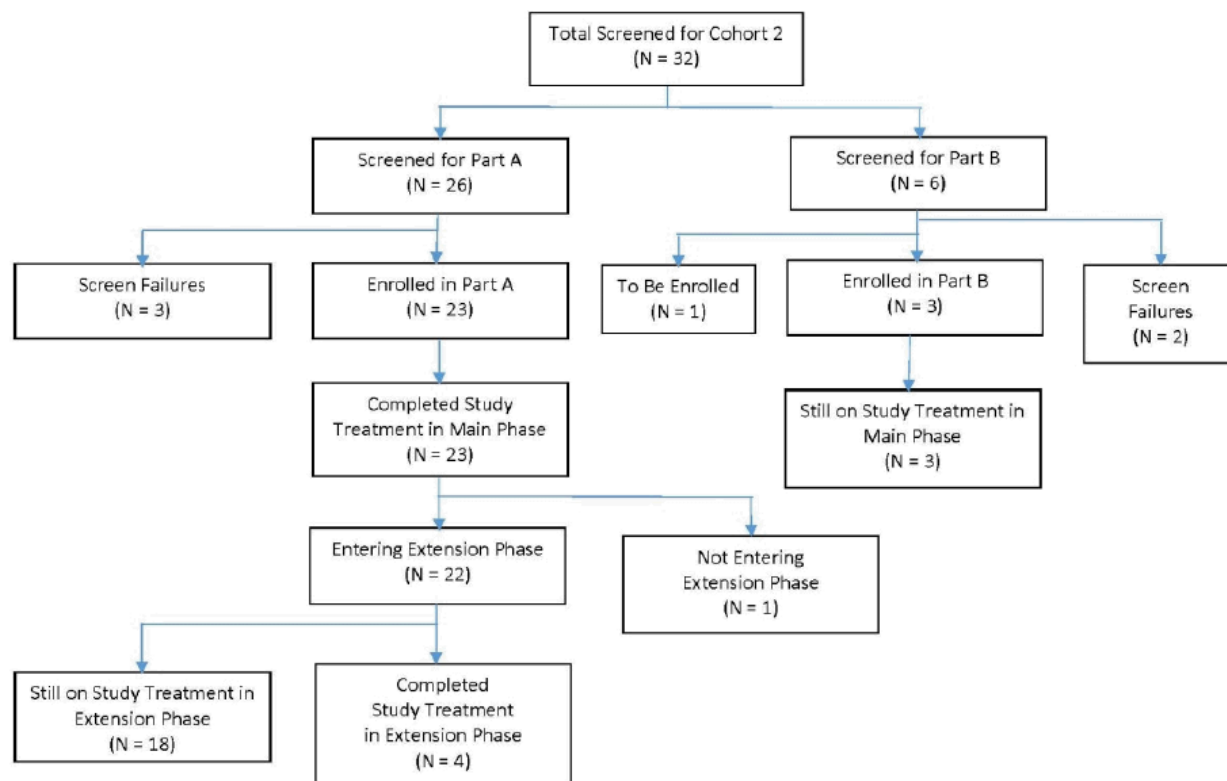 Total Screened for Cohort 2
(N = 32)
Screened for Part A
(N = 26)
Screened for Part B
(N = 6)
Screen Failures
(N = 3)
Enrolled in Part A
(N = 23)
To Be Enrolled
(N = 1)
Enrolled in Part B
(N = 3)
Screen
Failures
(N = 2)
Completed Study
Treatment in Main Phase
(N = 23)
Still on Study Treatment in
Main Phase
(N = 3)
Entering Extension Phase
(N = 22)
Not Entering
Extension Phase
(N = 1)
Still on Study Treatment in
Extension Phase
(N = 18)
Completed
Study Treatment
in Extension Phase
(N = 4)